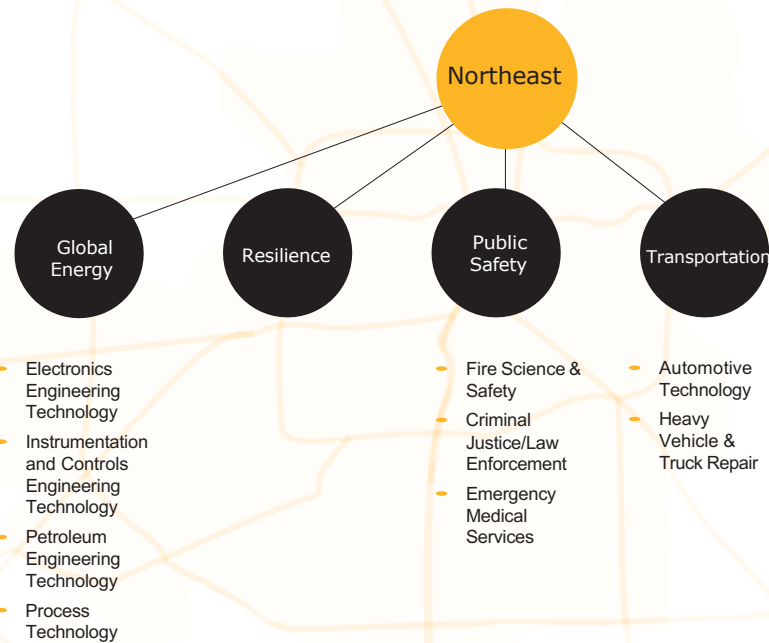 Northeast
Global
Energy
Resilience
Public
Safety
Transportation
Electronics
Engineering
Technology
Instrumentation
and Controls
Engineering
Technology
Petroleum
Engineering
Technology
Process
Technology
Fire Science &
Safety
Criminal
Justice/Law
Enforcement
Emergency
Medical
Services
Automotive
Technology
Heavy
Vehicle &
Truck Repair